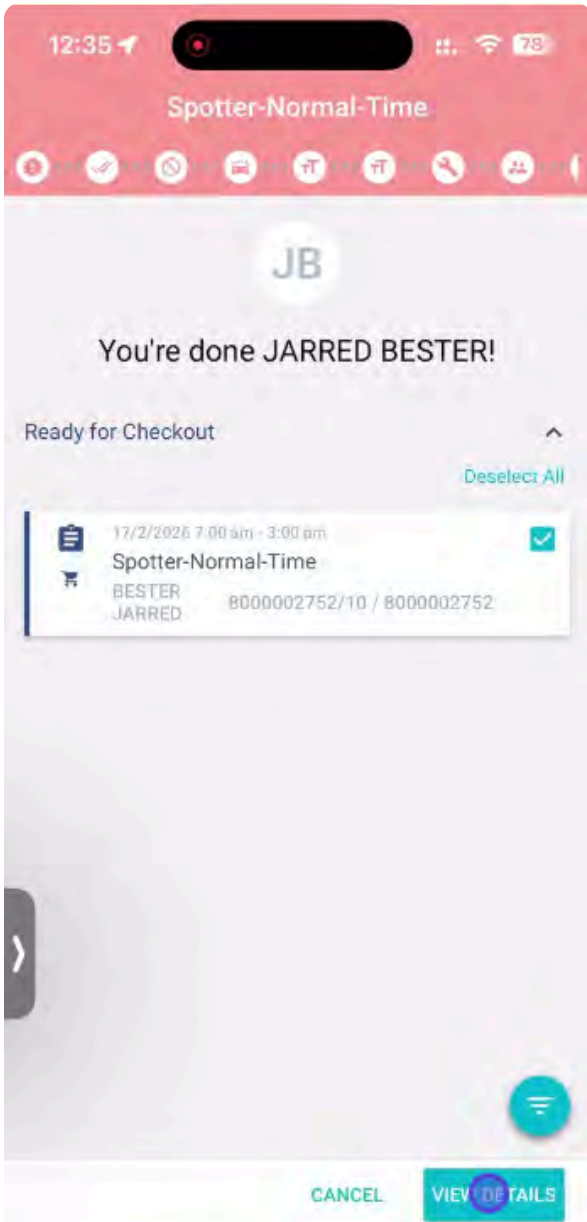 12:35
78
Spotter-Normal-Time
JB
You're done JARRED BESTER!
Ready for Checkout
Deselect All
17/2/2026 7:00 am - 3:00 pm
Spotter-Normal-Time
BESTER JARRED
8000002752/10 / 8000002752
CANCEL
VIEW DETAILS